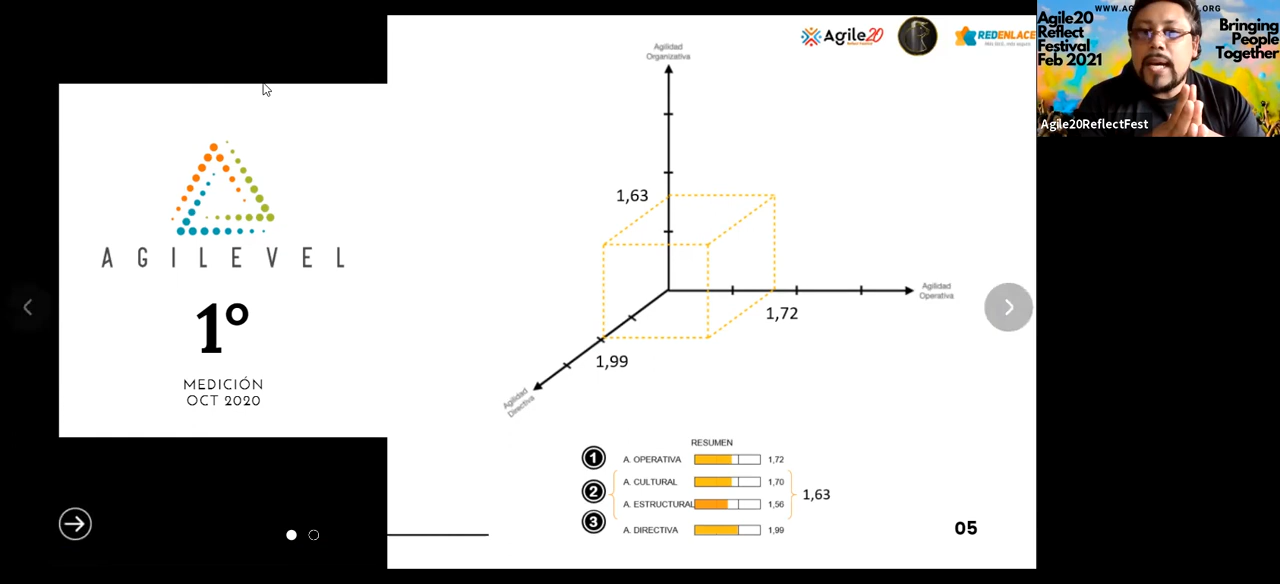 AGILEVEL
1º
MEDICIÓN
OCT 2020
Agile20
Reflect Festival
REDENLACE
Agilidad
Organizativa
1,63
Agilidad
Operativa
1,72
1,99
Agilidad
Directiva
RESUMEN
1
A. OPERATIVA
1,72
2
A. CULTURAL
1,70
A. ESTRUCTURAL
1,56
1,63
3
A. DIRECTIVA
1,99
05
Agile20
Reflect
Festival
Feb 2021
Bringing
People
Together
Agile20ReflectFest